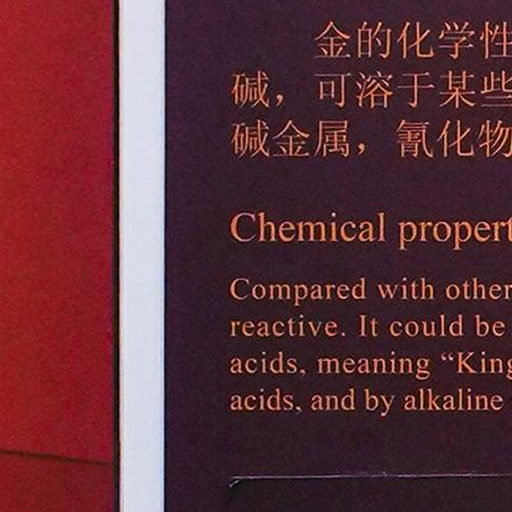 金的化学性
碱，可溶于某些
碱金属，氰化物
Chemical propert
Compared with other
reactive. It could be
acids, meaning “King
acids, and by alkaline